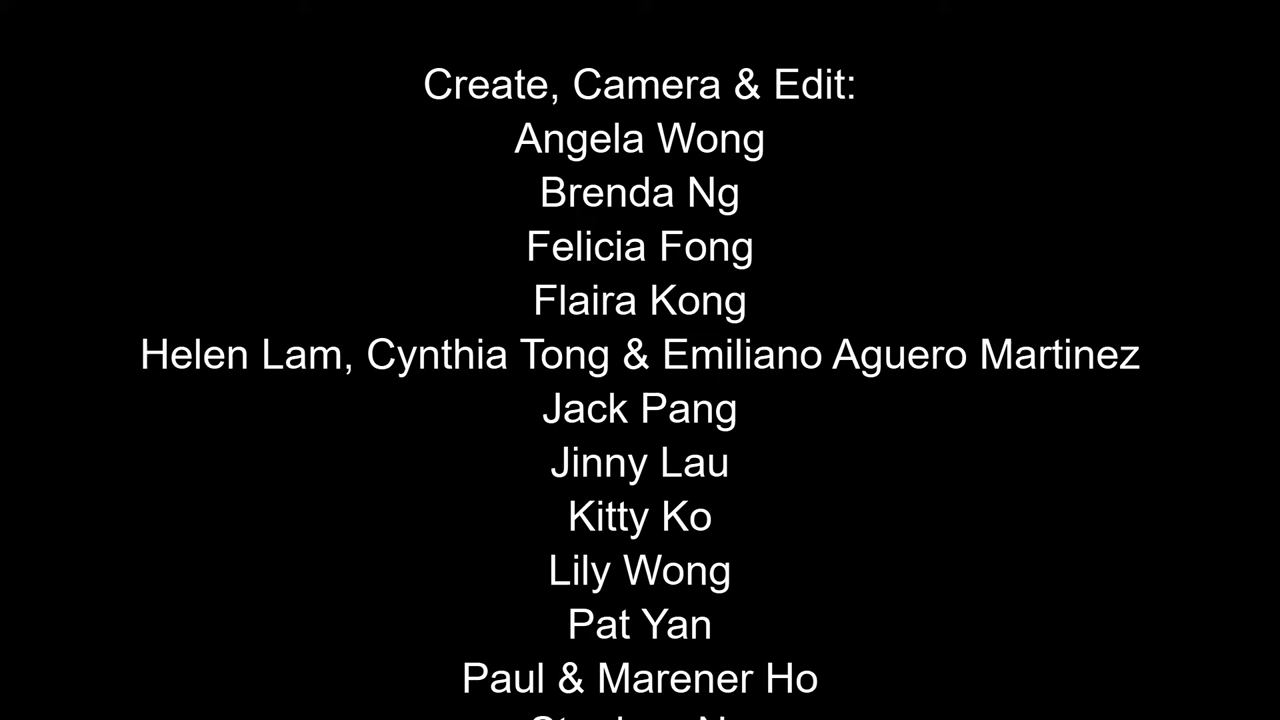 Create, Camera & Edit:
Angela Wong
Brenda Ng
Felicia Fong
Flaira Kong
Helen Lam, Cynthia Tong & Emiliano Aguero Martinez
Jack Pang
Jinny Lau
Kitty Ko
Lily Wong
Pat Yan
Paul & Marener Ho